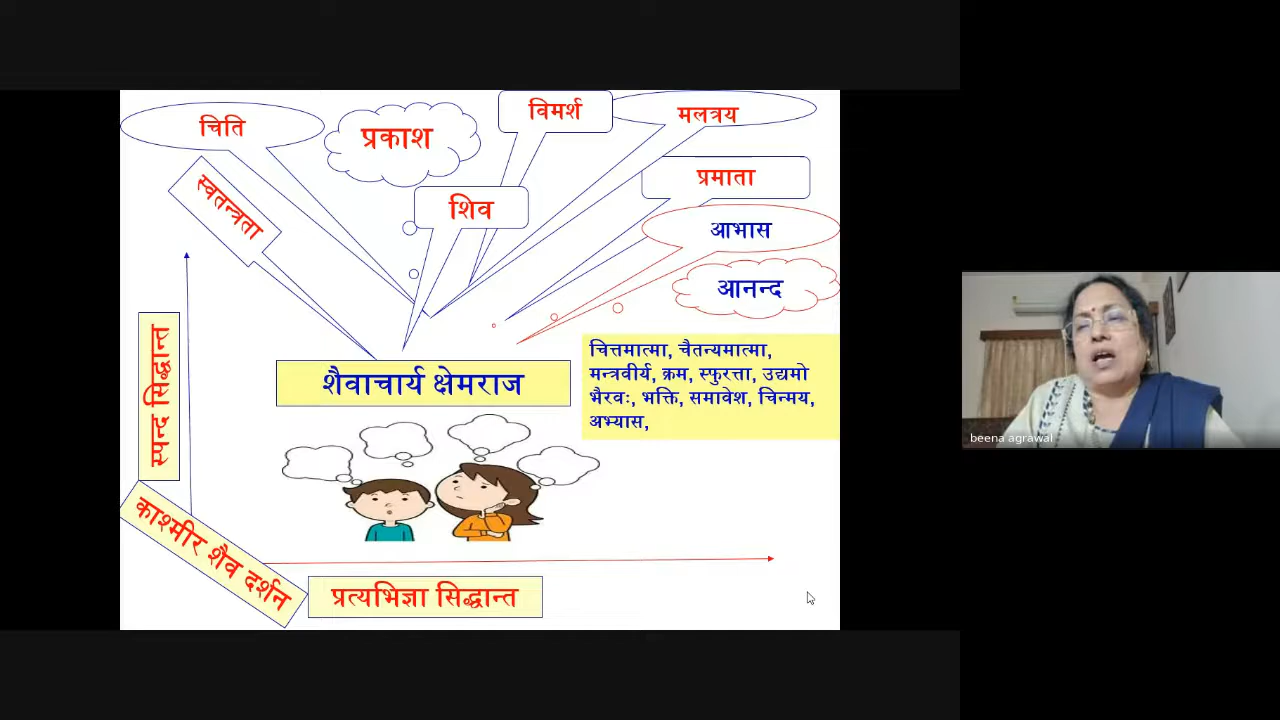 चिति
प्रकाश
विमर्श
मलत्रय
स्वतन्त्रता
शिव
प्रमाता
आभास
आनन्द
स्पन्द सिद्धान्त
शैवाचार्य क्षेमराज
चित्तमात्मा, चैतन्यमात्मा,
मन्त्रवीर्य, क्रम, स्फुरत्ता, उद्यमो
भैरवः, भक्ति, समावेश, चिन्मय,
अभ्यास,
काश्मीर शैव दर्शन
प्रत्यभिज्ञा सिद्धान्त
beena agrawal